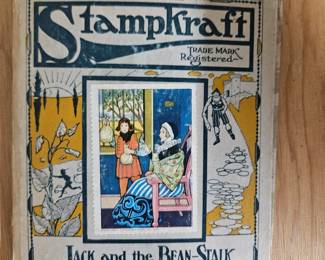 Stampkraft
TRADE MARK
Registered
JACK and the BEAN-STALK